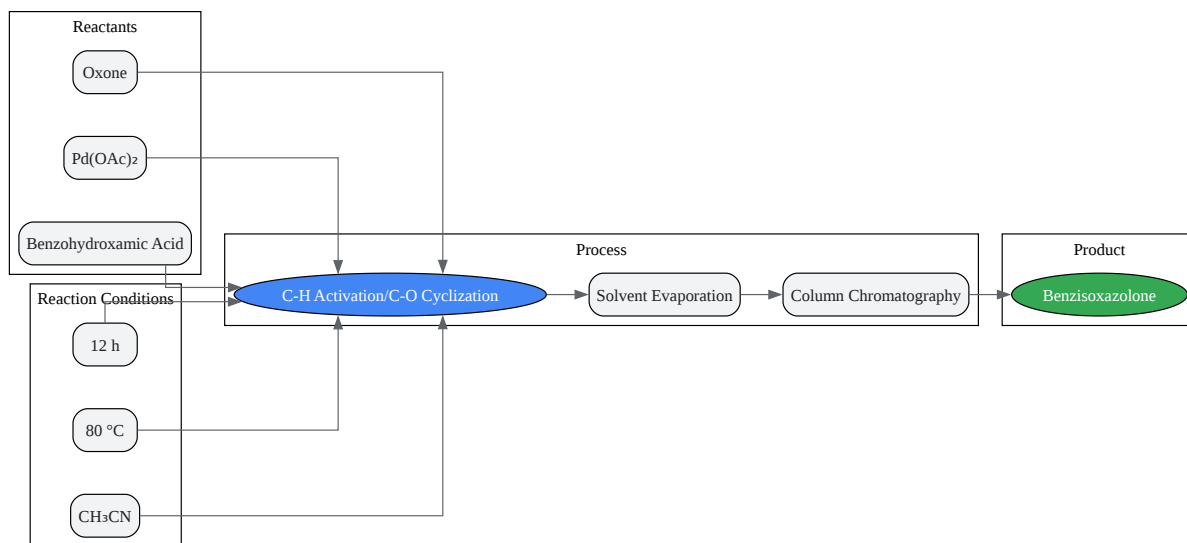 Reactants
Oxone
Pd(OAc)₂
Benzohydroxamic Acid
Reaction Conditions
12 h
80 °C
CH₃CN
Process
C-H Activation/C-O Cyclization
Solvent Evaporation
Column Chromatography
Product
Benzisoxazolone